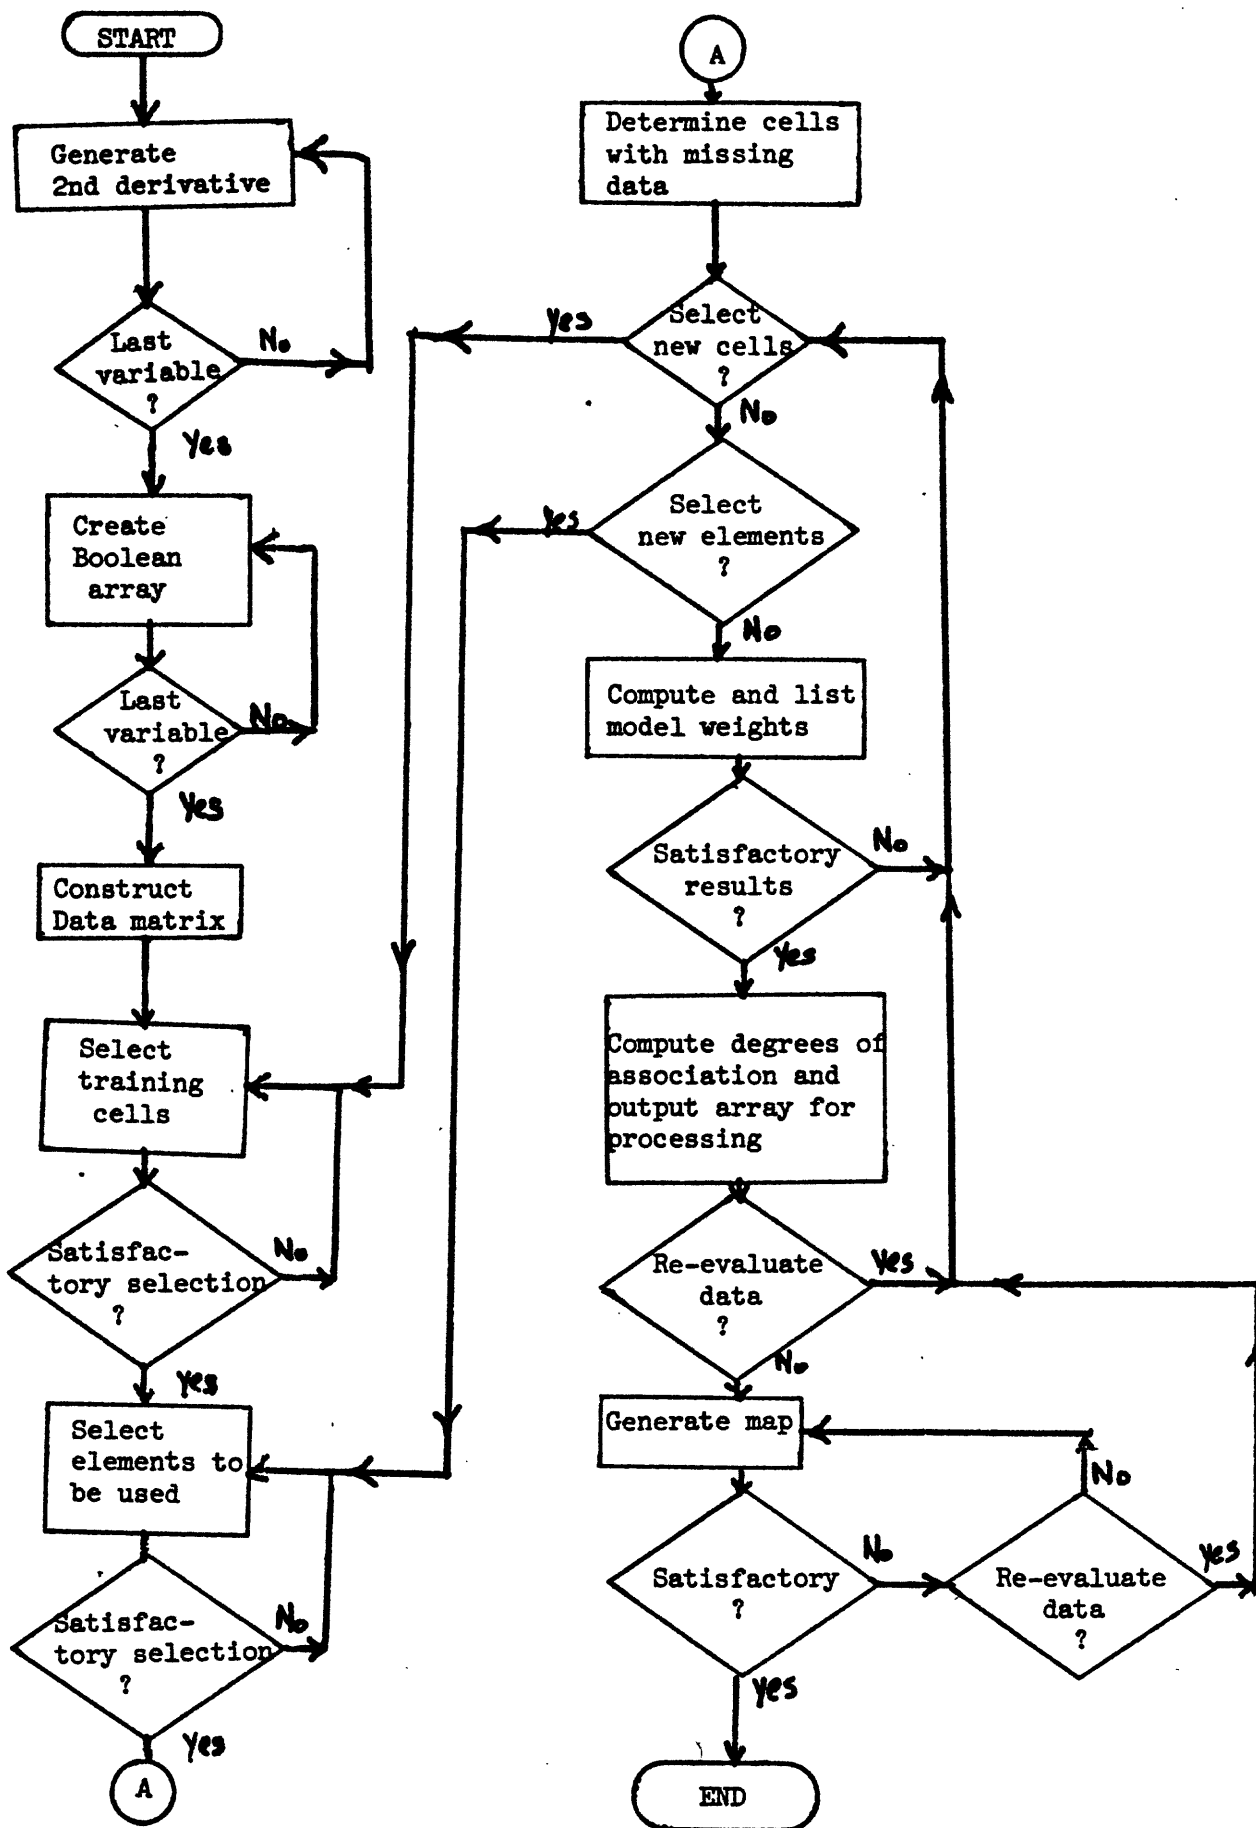 START
Generate
2nd derivative
Last
variable
?
No
Yes
Create
Boolean
array
Last
variable
?
No
Yes
Construct
Data matrix
Select
training
cells
Satisfac-
tory selection
?
No
Yes
Select
elements to
be used
Satisfac-
tory selection
?
No
Yes
A
A
Determine cells
with missing
data
Select
new cells
?
Yes
No
Select
new elements
?
Yes
No
Compute and list
model weights
Satisfactory
results
?
No
Yes
Compute degrees of
association and
output array for
processing
Re-evaluate
data
?
Yes
No
Generate map
Satisfactory
?
No
Yes
Re-evaluate
data
?
No
Yes
END